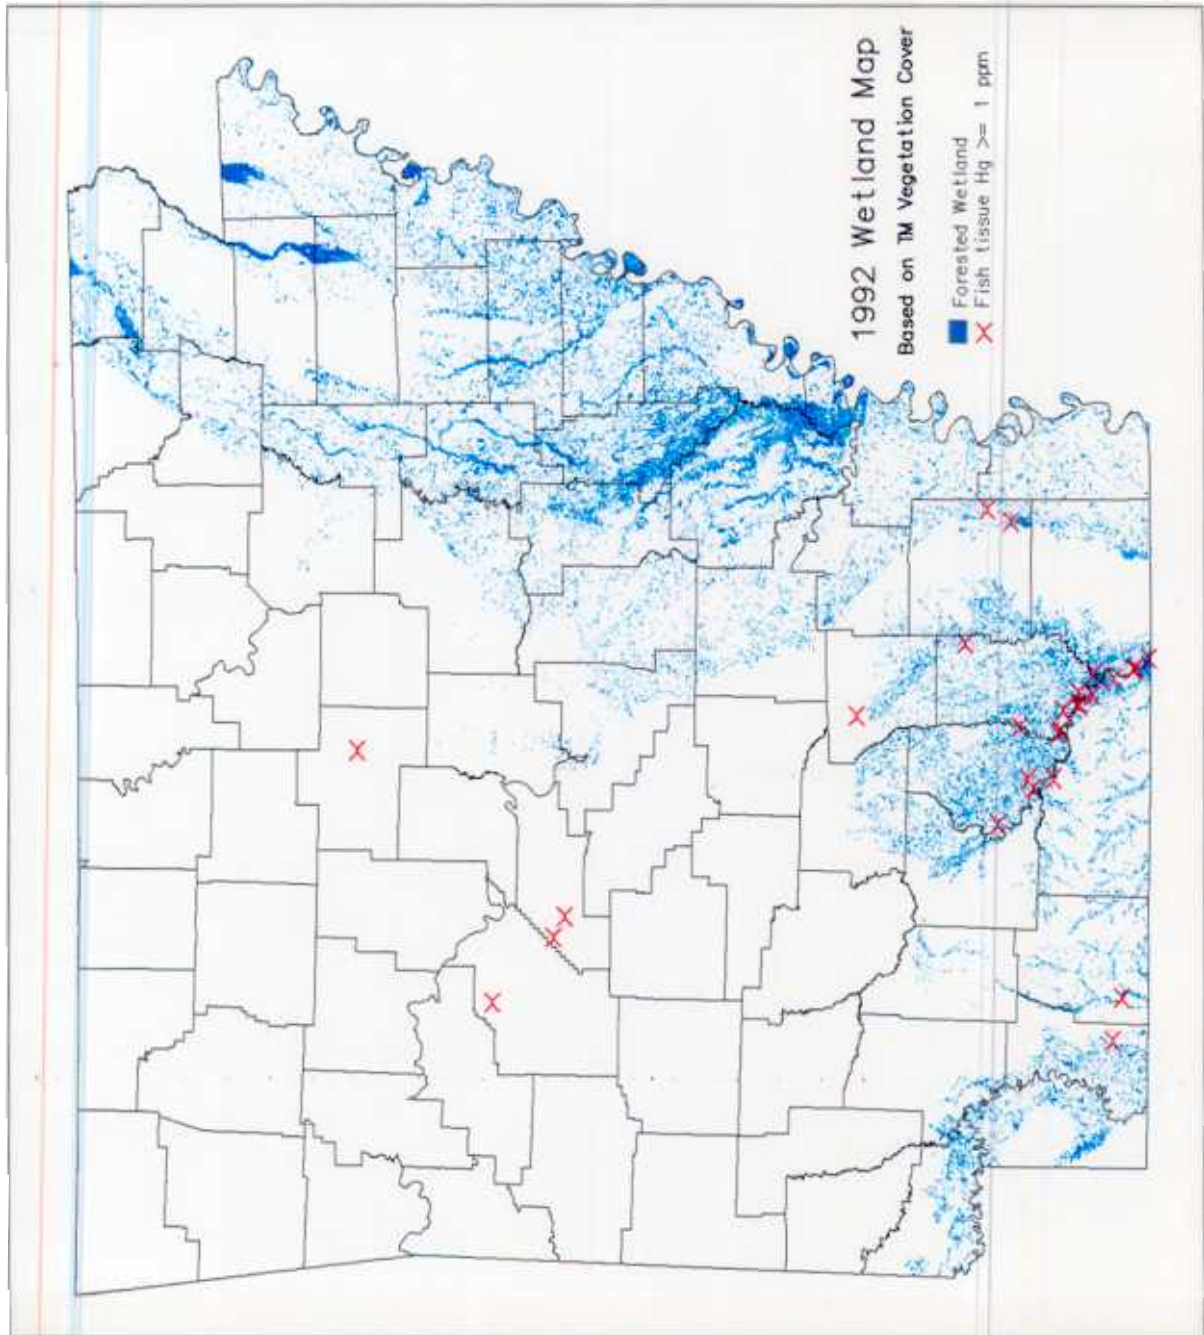 1992 Wetland Map
Based on TM Vegetation Cover
Forested Wetland
Fish tissue Hg >= 1 ppm